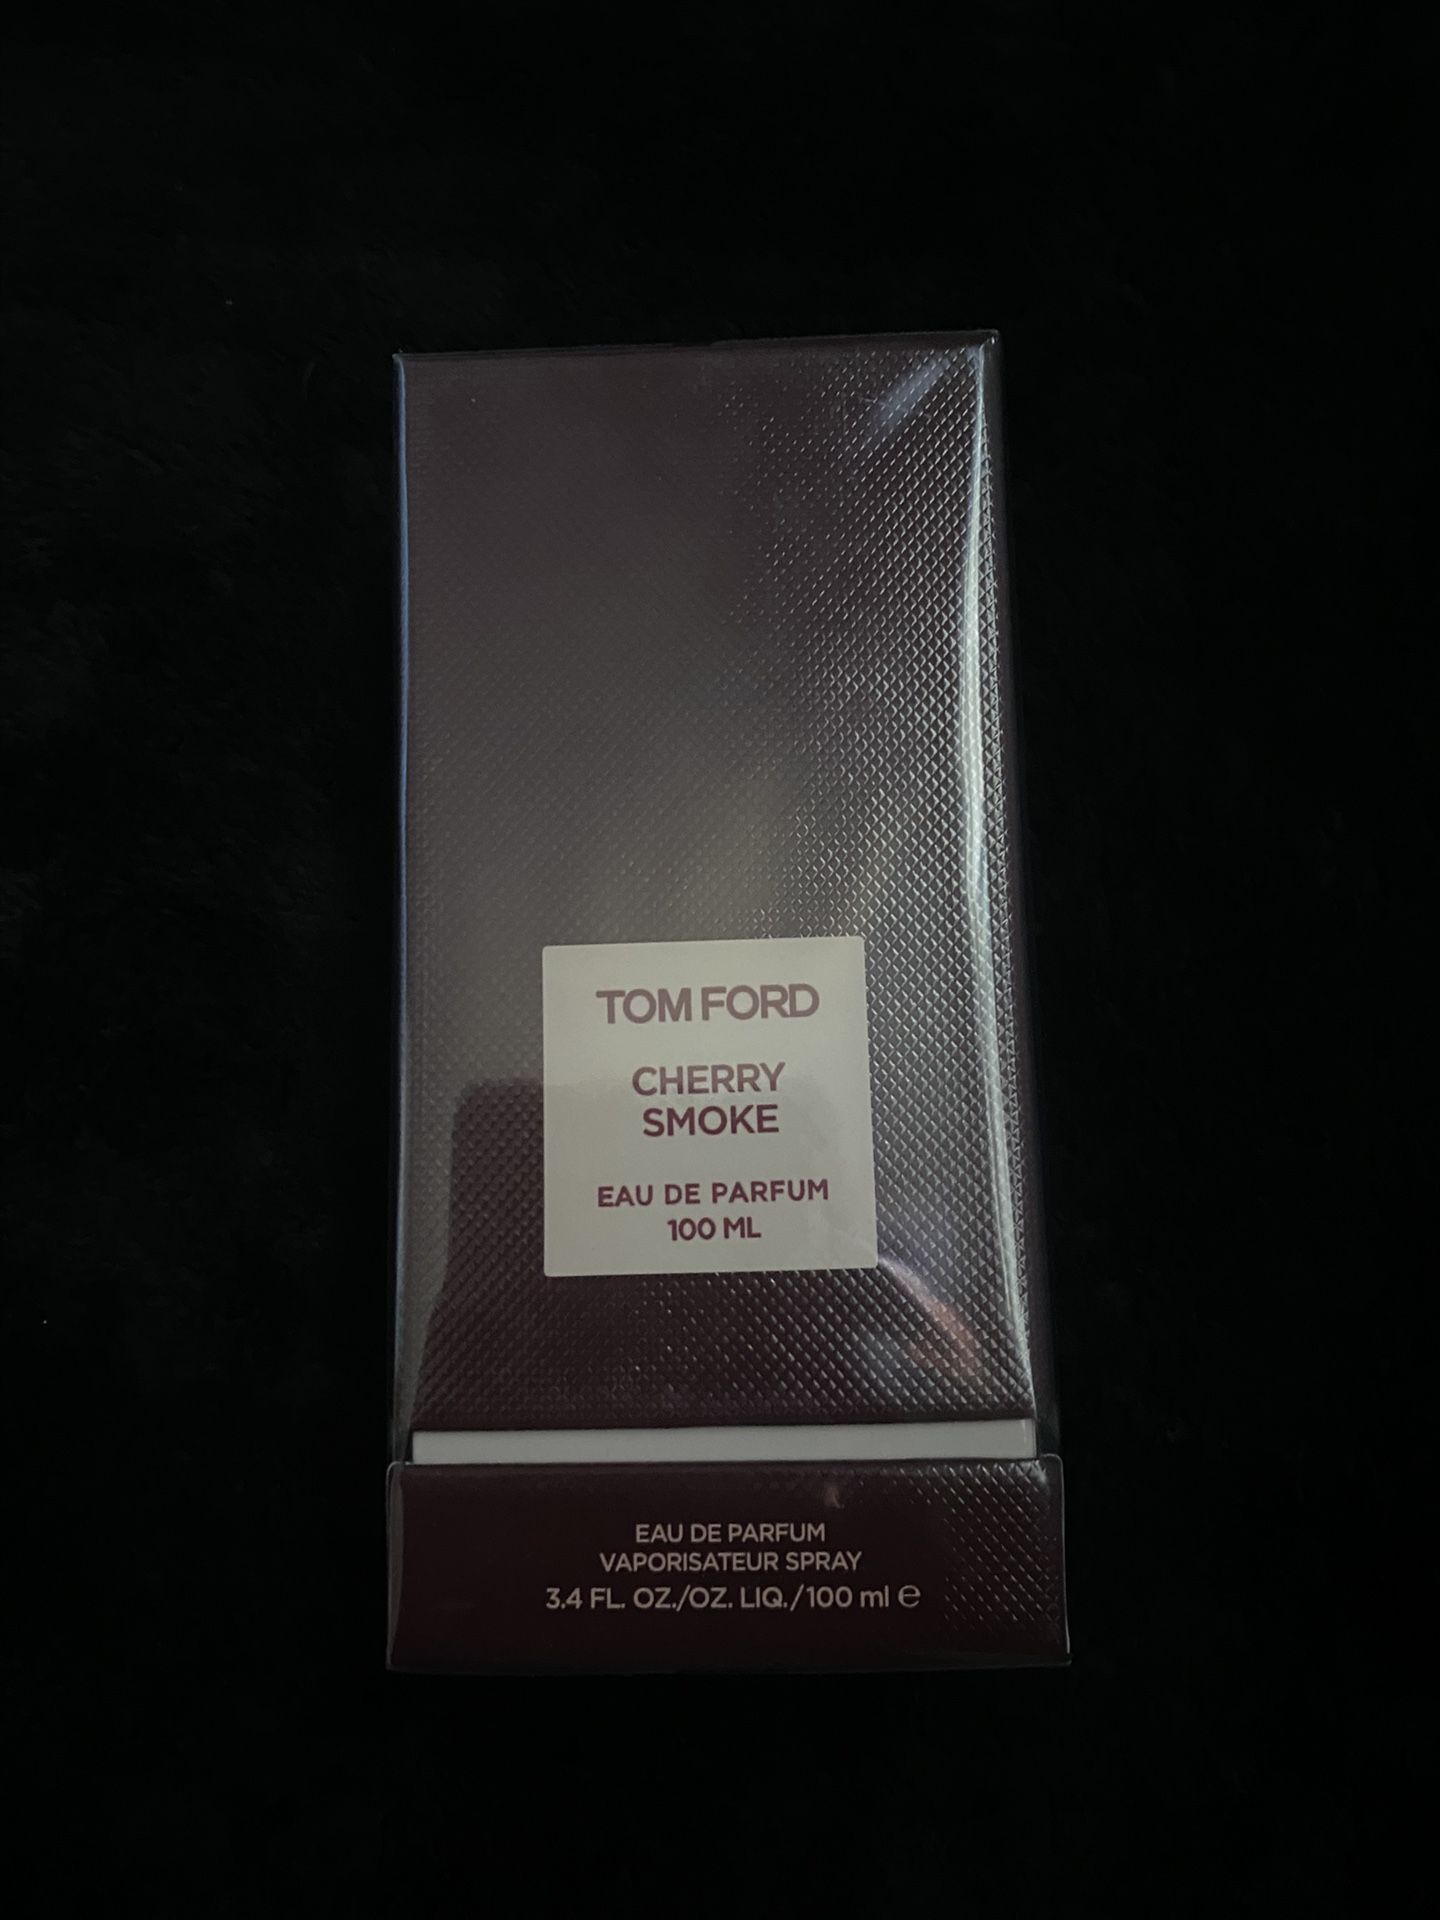 TOM FORD
CHERRY
SMOKE
EAU DE PARFUM
100 ML
EAU DE PARFUM
VAPORISATEUR SPRAY
3.4 FL. OZ./OZ. LIQ./100 ml ℮